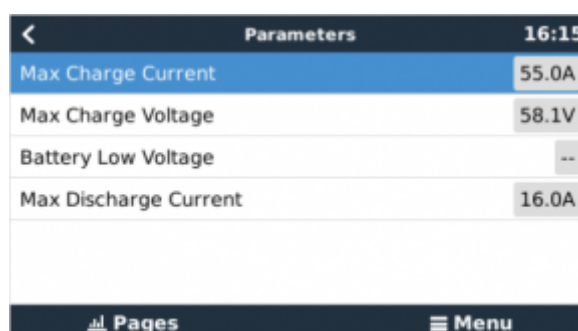 Parameters 16:15
Max Charge Current 55.0A
Max Charge Voltage 58.1V
Battery Low Voltage --
Max Discharge Current 16.0A
Pages Menu